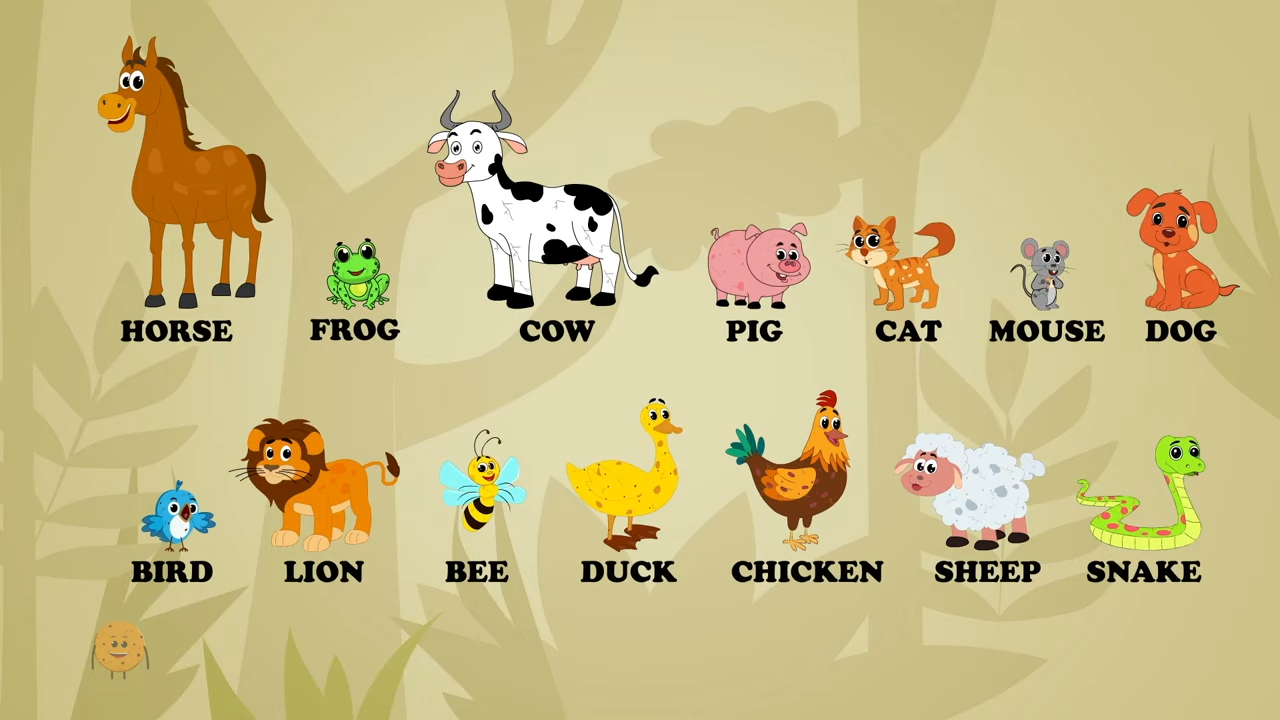 HORSE FROG COW PIG CAT MOUSE DOG
BIRD LION BEE DUCK CHICKEN SHEEP SNAKE